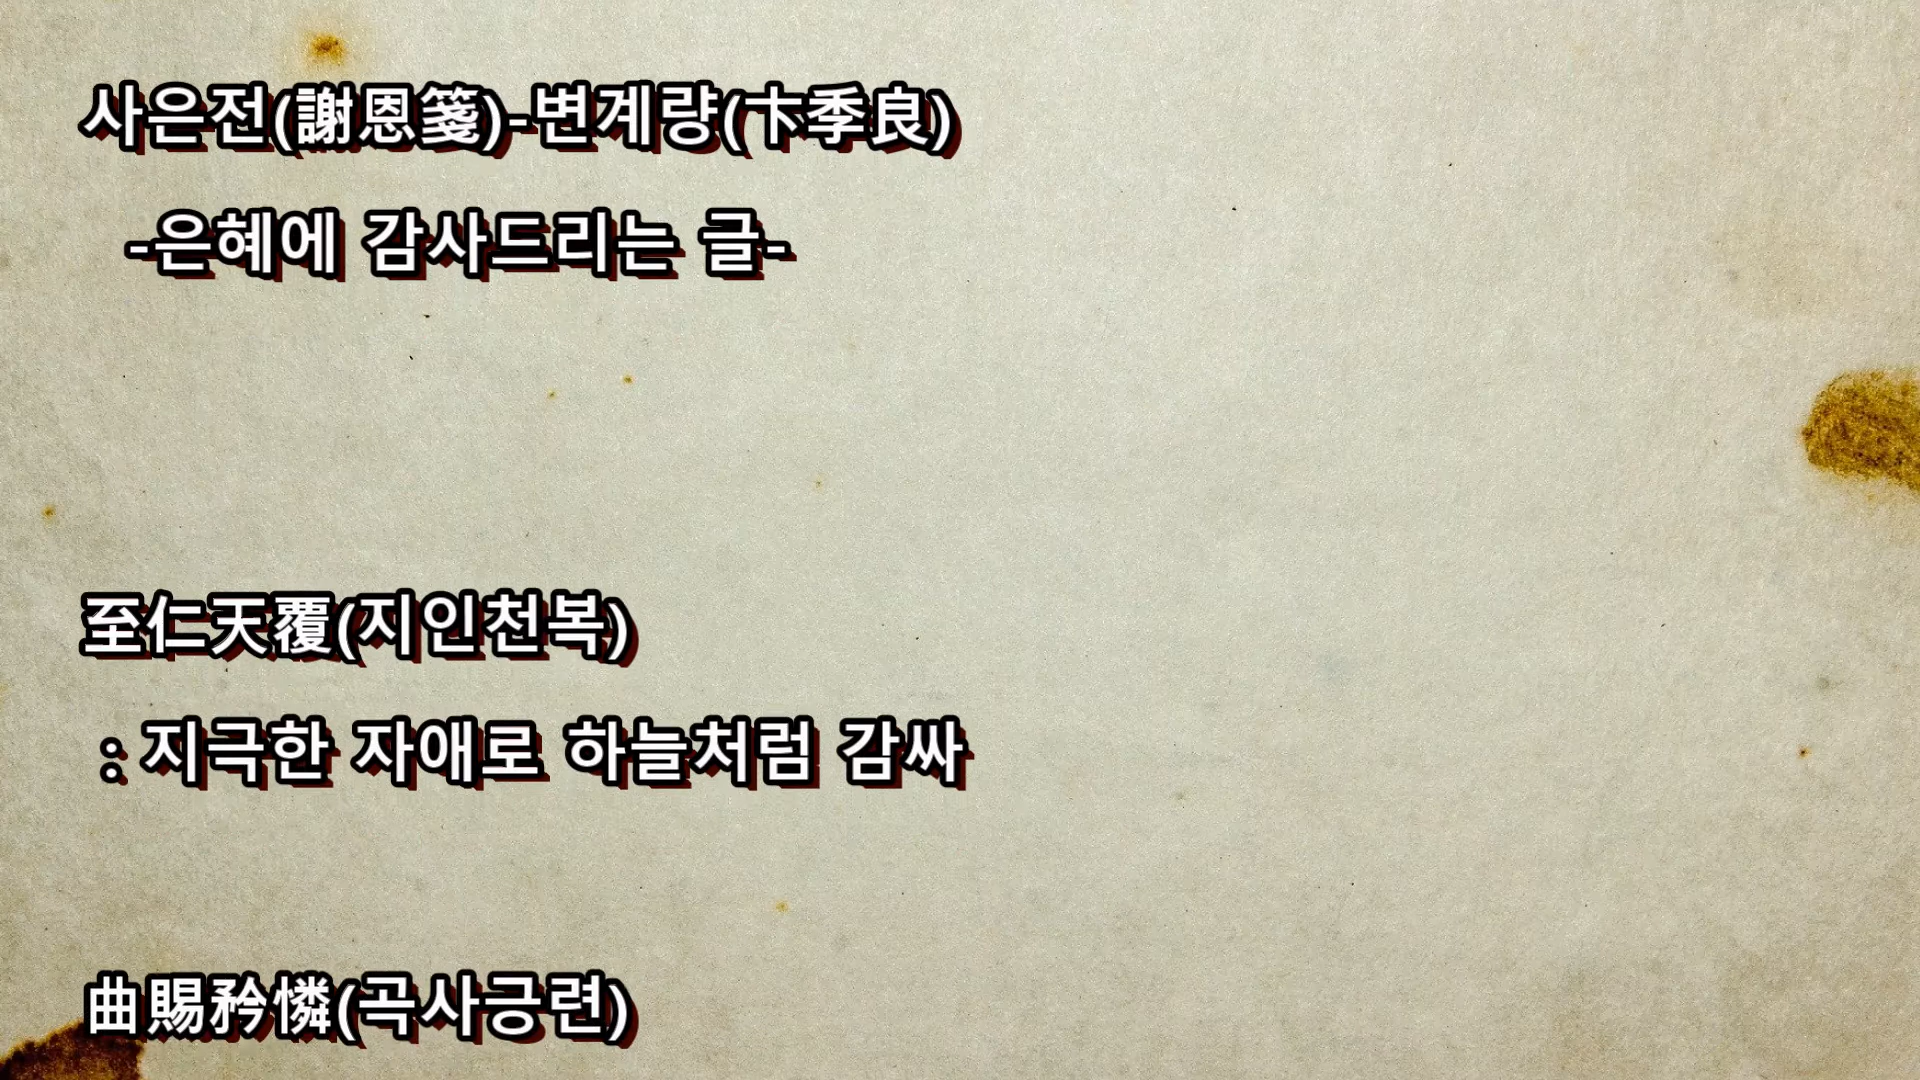 사은전(謝恩箋)-변계량(卞季良)
-은혜에 감사드리는 글-
至仁天覆(지인천복)
: 지극한 자애로 하늘처럼 감싸
曲賜矜憐(곡사긍련)